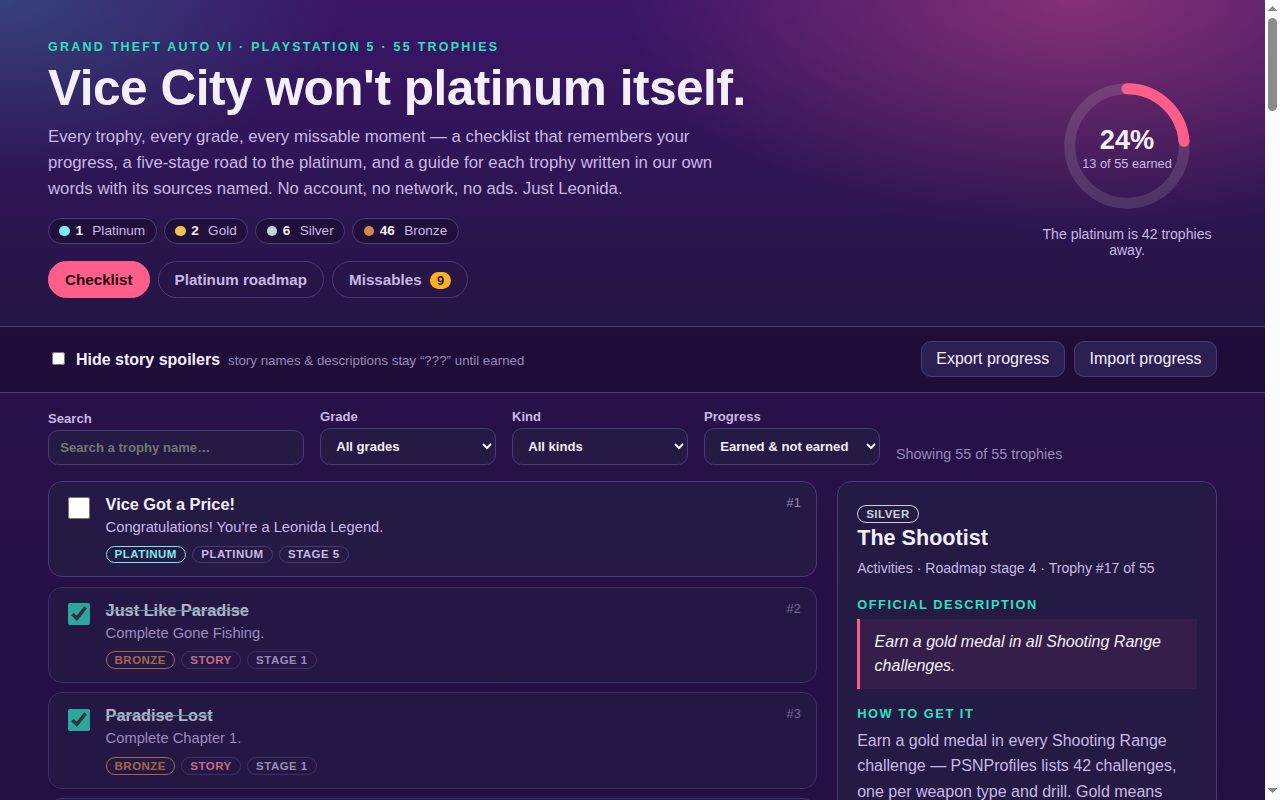 GRAND THEFT AUTO VI · PLAYSTATION 5 · 55 TROPHIES
Vice City won't platinum itself.
Every trophy, every grade, every missable moment — a checklist that remembers your
progress, a five-stage road to the platinum, and a guide for each trophy written in our own
words with its sources named. No account, no network, no ads. Just Leonida.
1 Platinum 2 Gold 6 Silver 46 Bronze
Checklist Platinum roadmap Missables 9
24%
13 of 55 earned
The platinum is 42 trophies
away.
Hide story spoilers story names & descriptions stay “???” until earned
Export progress Import progress
Search Grade Kind Progress
Search a trophy name… All grades All kinds Earned & not earned Showing 55 of 55 trophies
Vice Got a Price! #1
Congratulations! You're a Leonida Legend.
PLATINUM PLATINUM STAGE 5
Just Like Paradise #2
Complete Gone Fishing.
BRONZE STORY STAGE 1
Paradise Lost #3
Complete Chapter 1.
BRONZE STORY STAGE 1
SILVER
The Shootist
Activities · Roadmap stage 4 · Trophy #17 of 55
OFFICIAL DESCRIPTION
Earn a gold medal in all Shooting Range
challenges.
HOW TO GET IT
Earn a gold medal in every Shooting Range
challenge — PSNProfiles lists 42 challenges,
one per weapon type and drill. Gold means